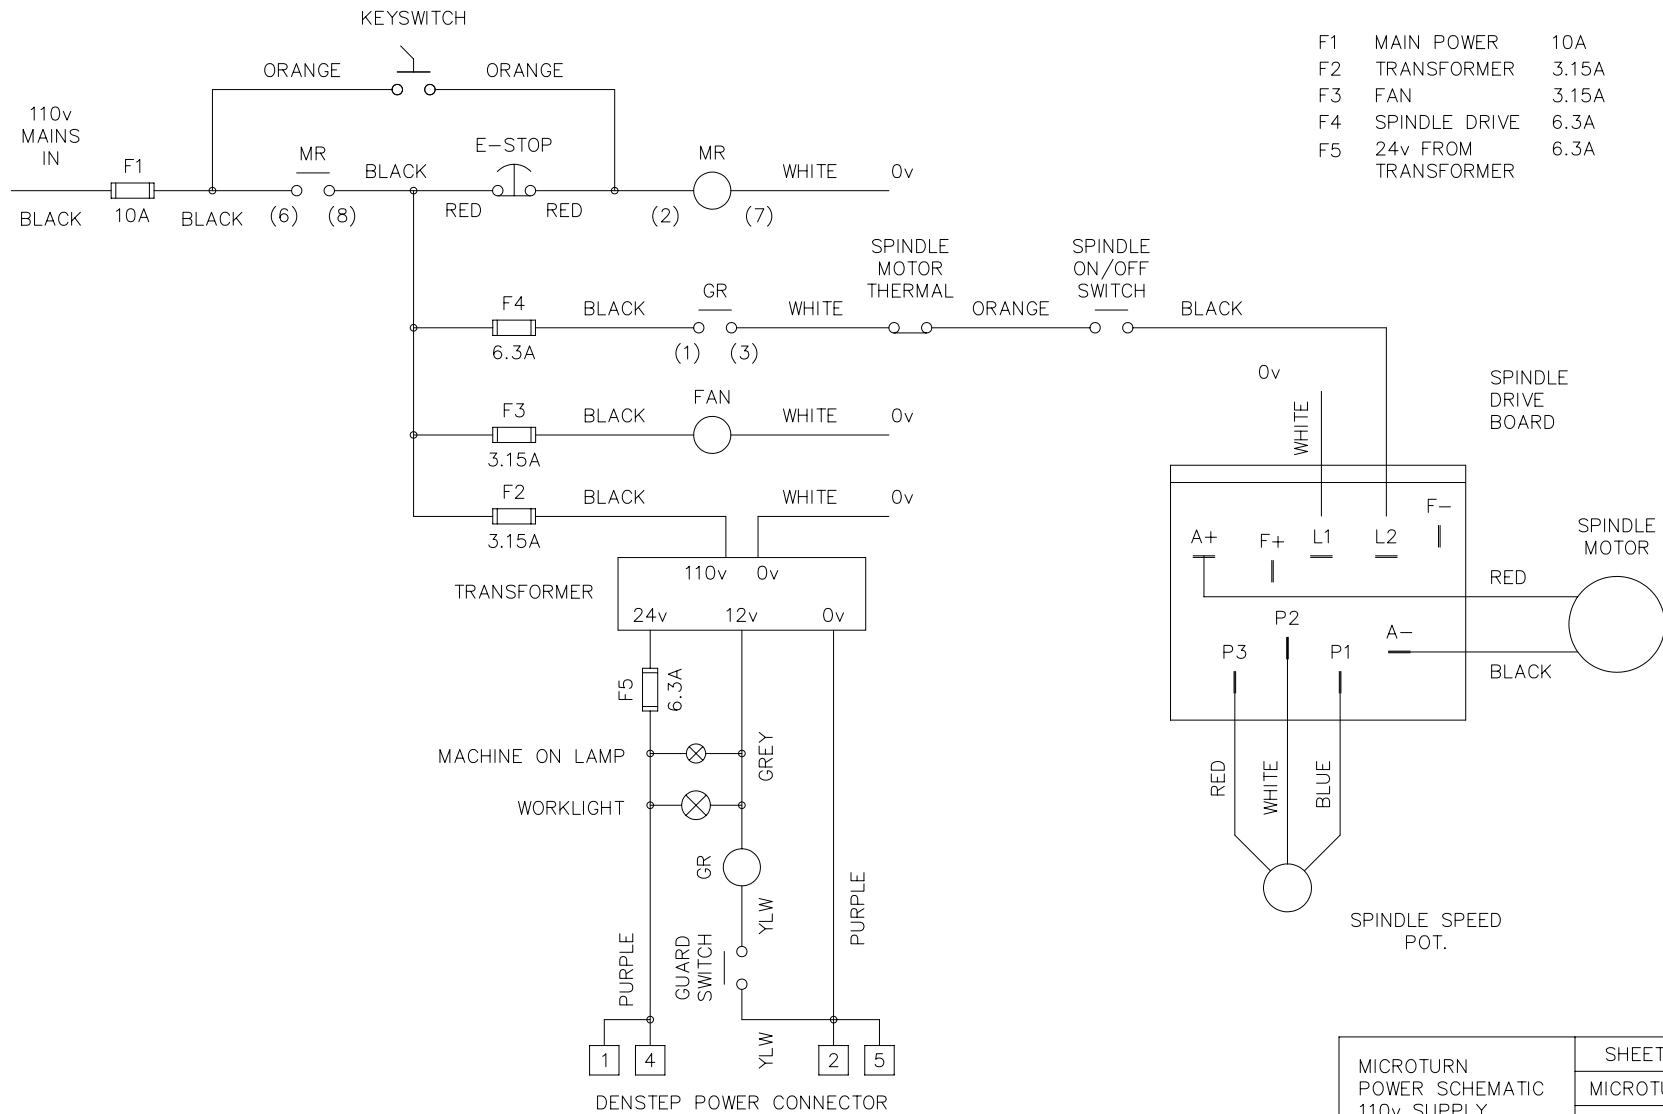 KEYSWITCH
ORANGE ORANGE
110v
MAINS
IN
F1
10A
BLACK
BLACK
MR
(6) (8)
BLACK
E-STOP
RED RED
MR
(2) (7)
WHITE 0v
F1 MAIN POWER 10A
F2 TRANSFORMER 3.15A
F3 FAN 3.15A
F4 SPINDLE DRIVE 6.3A
F5 24v FROM 6.3A
TRANSFORMER
F4
6.3A
BLACK
GR
(1) (3)
WHITE
SPINDLE
MOTOR
THERMAL
ORANGE
SPINDLE
ON/OFF
SWITCH
BLACK
F3
3.15A
BLACK
FAN
WHITE 0v
F2
3.15A
BLACK
WHITE 0v
TRANSFORMER
110v 0v
24v 12v 0v
F5
6.3A
MACHINE ON LAMP
GREY
WORKLIGHT
GR
YLW
PURPLE
PURPLE
GUARD
SWITCH
YLW
1 4 2 5
DENSTEP POWER CONNECTOR
0v
WHITE
SPINDLE
DRIVE
BOARD
A+ F+ L1 L2 F-
P3 P2 P1 A-
RED
BLACK
SPINDLE
MOTOR
RED
WHITE
BLUE
SPINDLE SPEED
POT.
MICROTURN
POWER SCHEMATIC
110v SUPPLY
SHEET